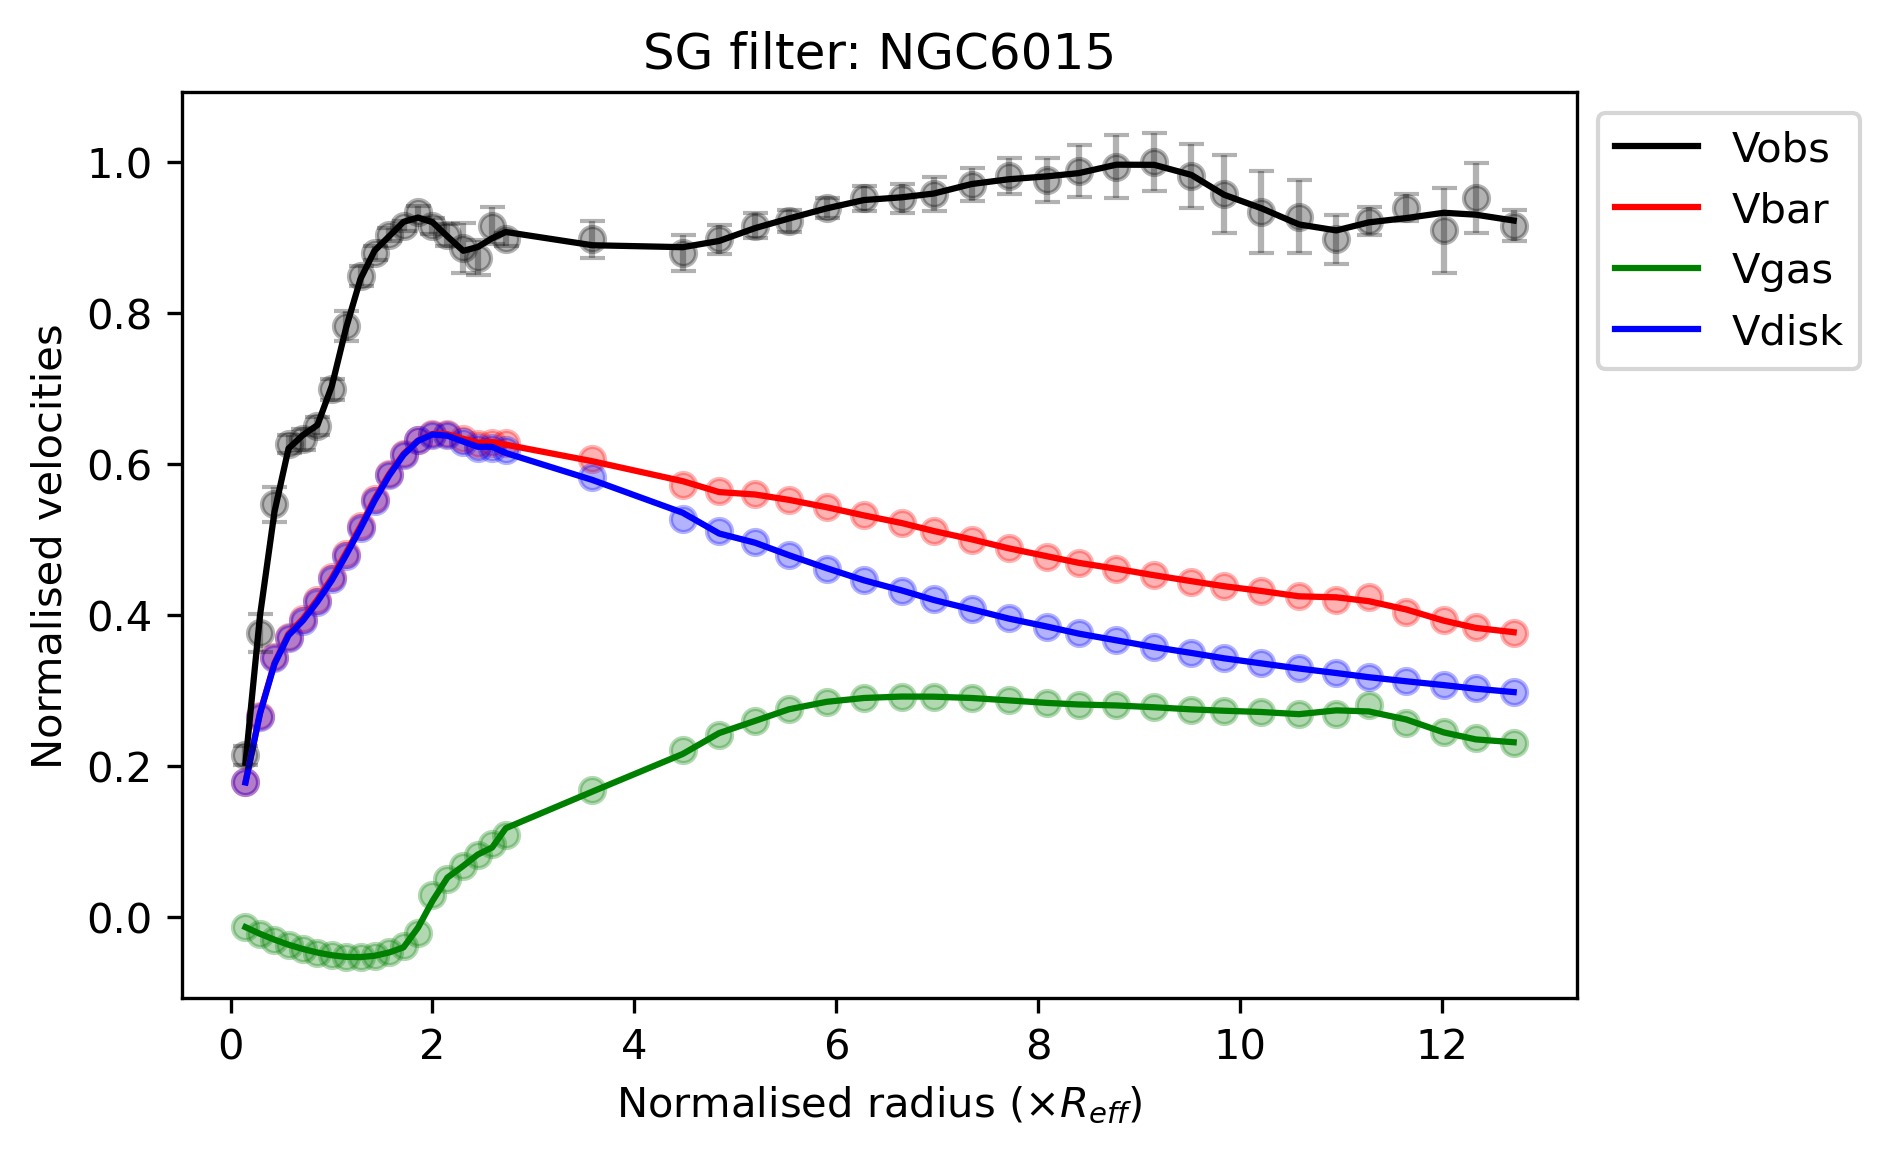 SG filter: NGC6015
Vobs
Vbar
Vgas
Vdisk
Normalised velocities
1.0
0.8
0.6
0.4
0.2
0.0
0 2 4 6 8 10 12
Normalised radius (×R_eff)